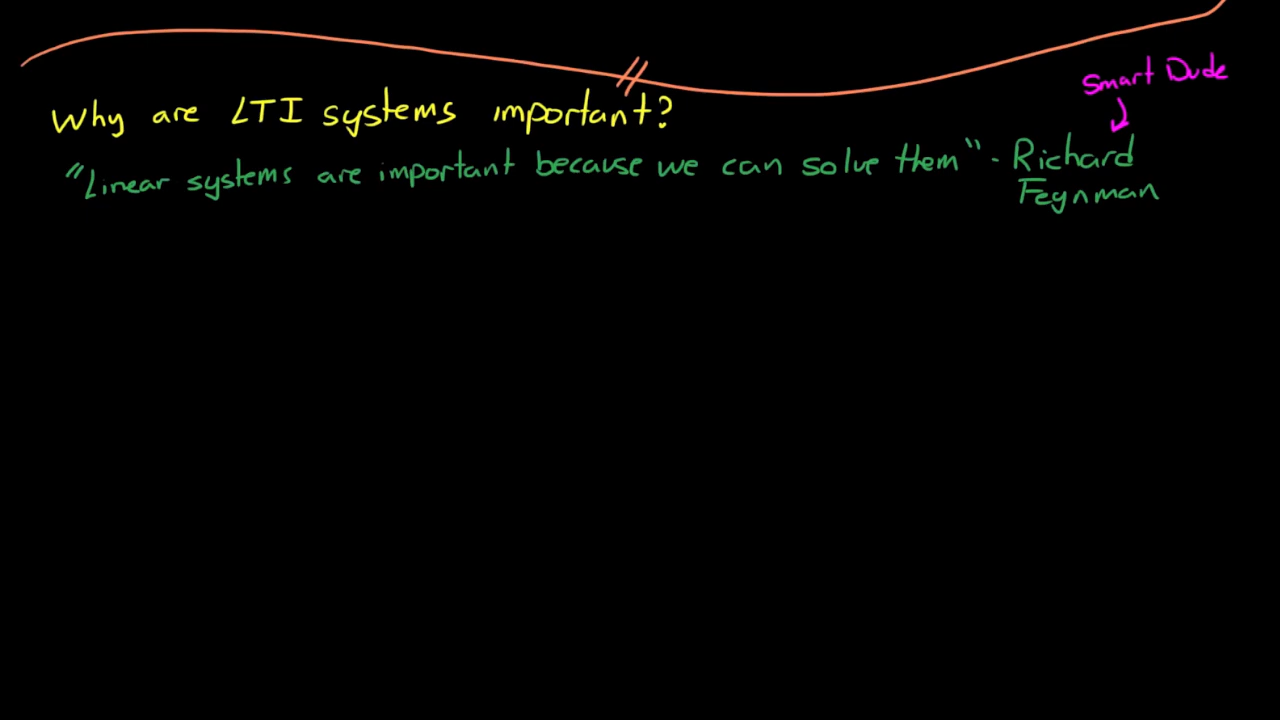 Smart Dude
Why are LTI systems important?
"Linear systems are important because we can solve them" - Richard
Feynman